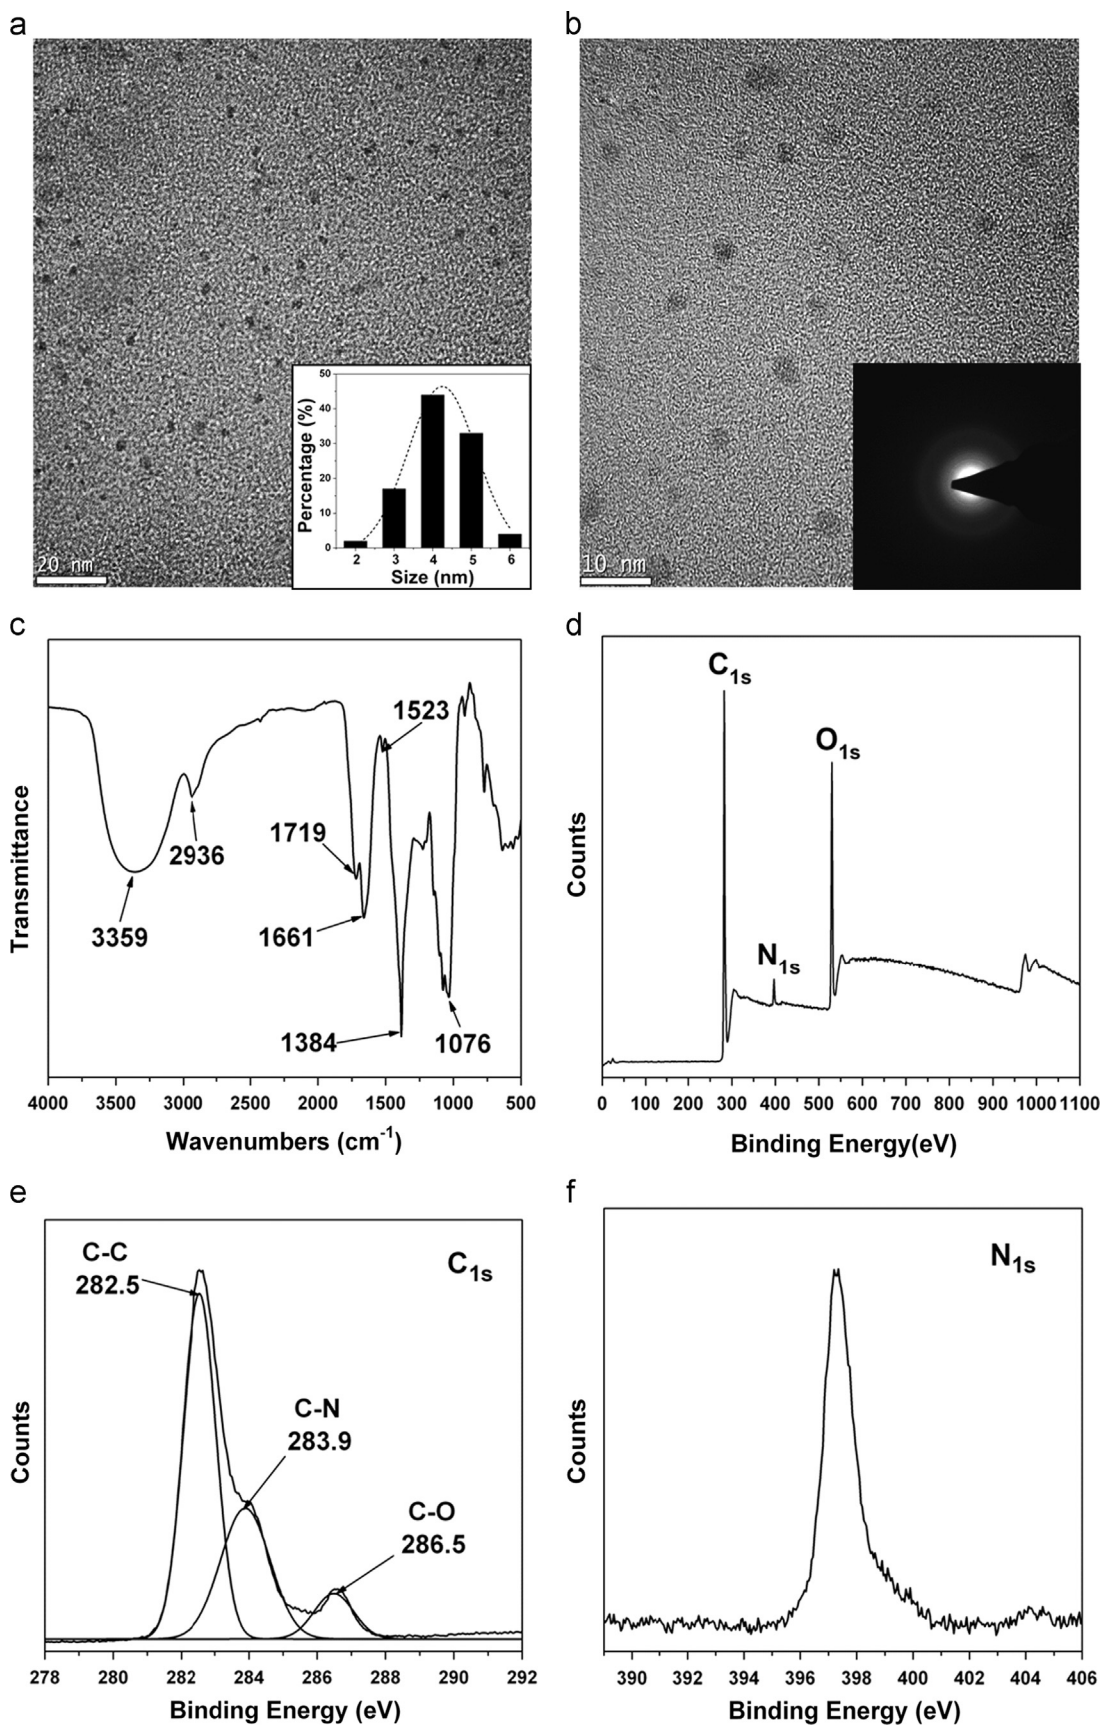 a
20 nm
Percentage (%)
50
40
30
20
10
0
2 3 4 5 6
Size (nm)
b
10 nm
c
Transmittance
1523
1719
2936
3359
1661
1384
1076
4000 3500 3000 2500 2000 1500 1000 500
Wavenumbers (cm⁻¹)
d
Counts
C1s
O1s
N1s
0 100 200 300 400 500 600 700 800 900 1000 1100
Binding Energy(eV)
e
Counts
C-C
282.5
C1s
C-N
283.9
C-O
286.5
278 280 282 284 286 288 290 292
Binding Energy (eV)
f
Counts
N1s
390 392 394 396 398 400 402 404 406
Binding Energy (eV)